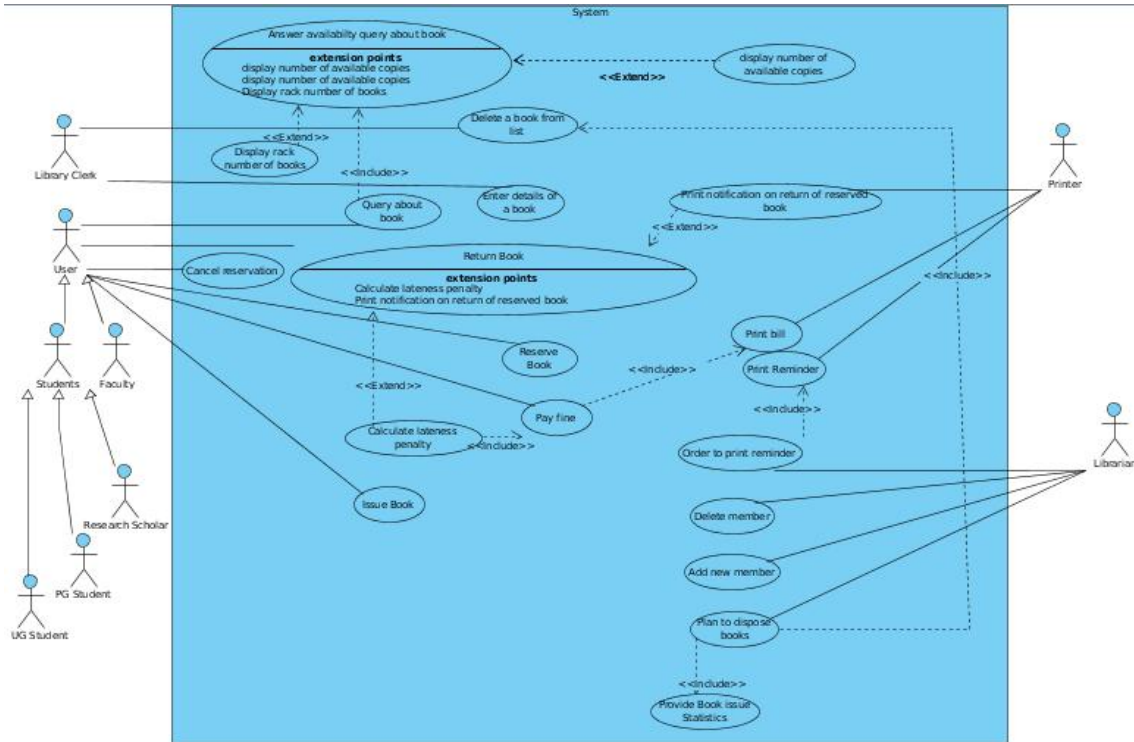 System
Answer availabilty query about book
extension points
display number of available copies
display number of available copies
Display rack number of books
<<Extend>>
display number of
available copies
Delete a book from
list
<<Extend>>
Display rack
number of books
Library Clerk
Printer
<<Include>>
Enter details of
a book
Print notification on return of reserved
book
Query about
book
<<Extend>>
User
Return Book
extension points
Calculate lateness penalty
Print notification on return of reserved book
Cancel reservation
<<Include>>
Print bill
Reserve
Book
Print Reminder
<<Include>>
Students
Faculty
<<Extend>>
<<Include>>
Pay fine
Calculate lateness
penalty
<<Include>>
Order to print reminder
Librarian
Issue Book
Research Scholar
Delete member
Add new member
PG Student
UG Student
Plan to dispose
books
<<Include>>
Provide Book issue
Statistics